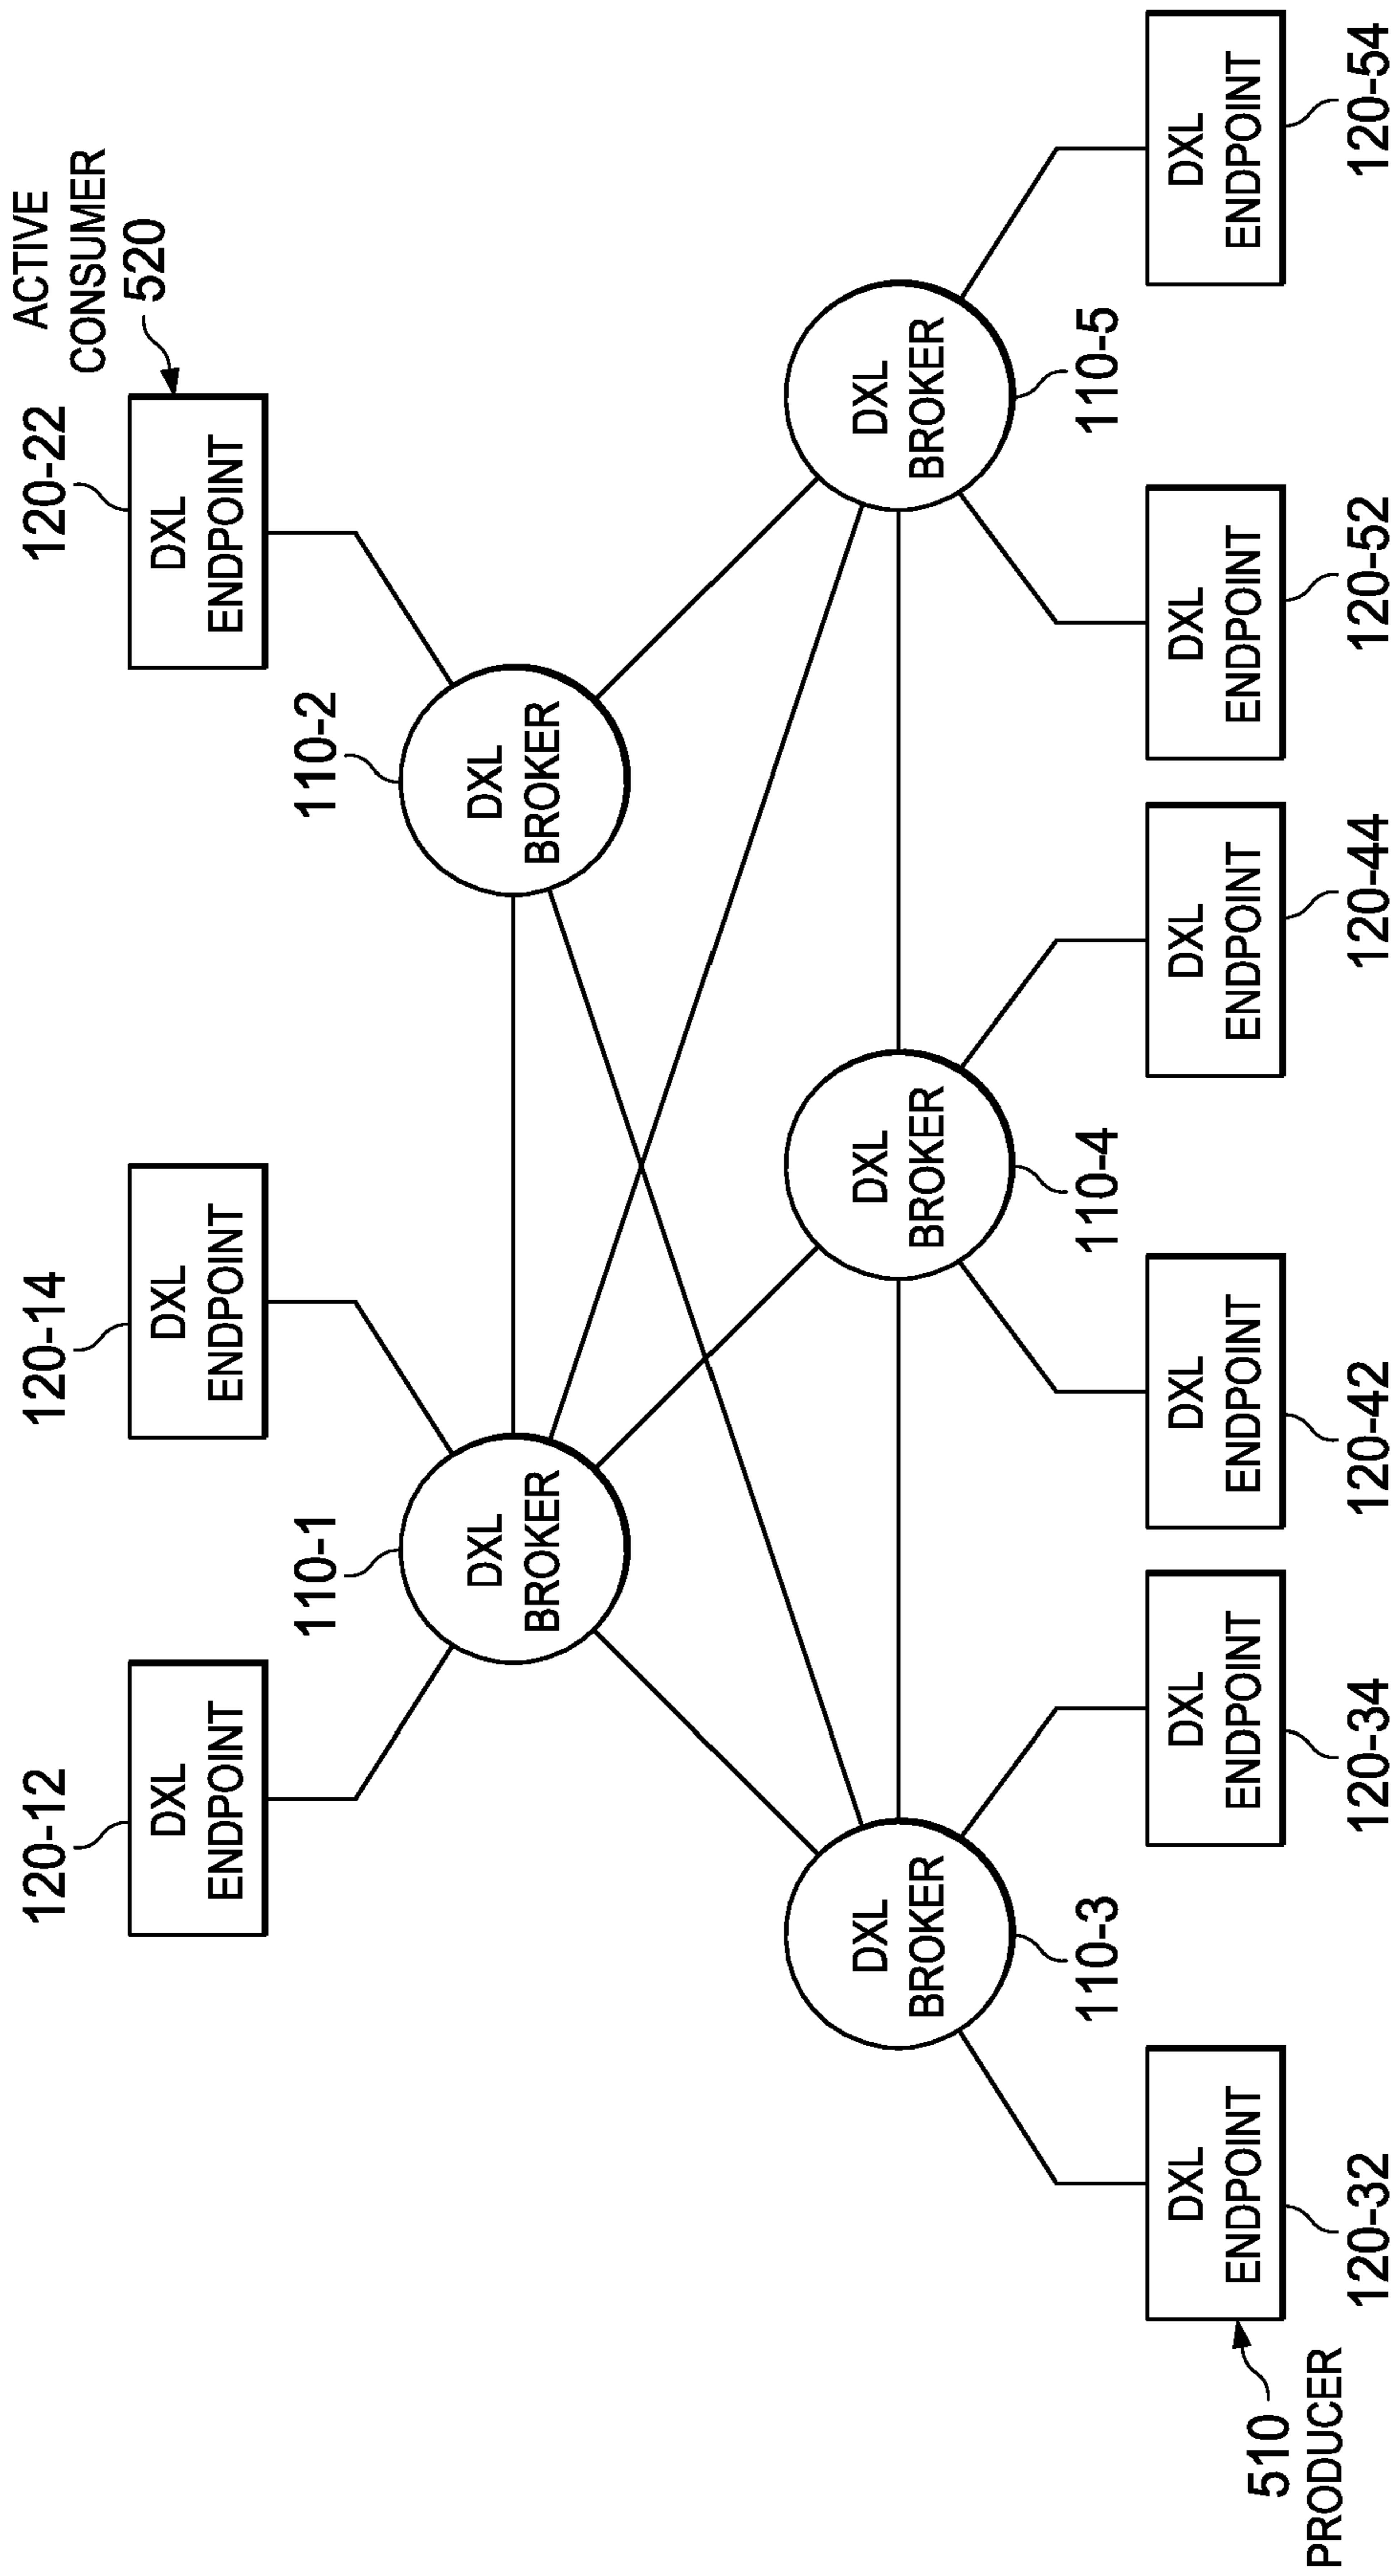 120-12
DXL
ENDPOINT
120-14
DXL
ENDPOINT
120-22
DXL
ENDPOINT
ACTIVE
CONSUMER
520
110-1
DXL
BROKER
110-2
DXL
BROKER
DXL
BROKER
110-3
DXL
BROKER
110-4
DXL
BROKER
110-5
510
PRODUCER
DXL
ENDPOINT
120-32
DXL
ENDPOINT
120-34
DXL
ENDPOINT
120-42
DXL
ENDPOINT
120-44
DXL
ENDPOINT
120-52
DXL
ENDPOINT
120-54